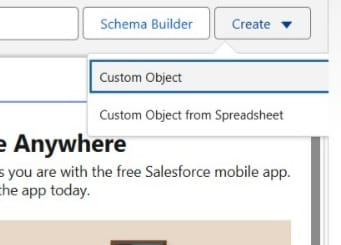 Schema Builder
Create
Custom Object
Custom Object from Spreadsheet
e Anywhere
s you are with the free Salesforce mobile app.
the app today.